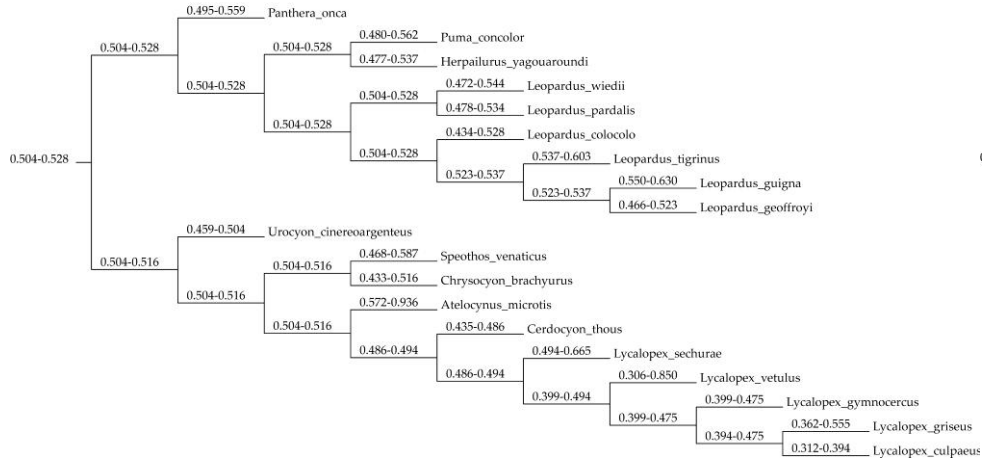 0.495-0.559 Panthera_onca
0.504-0.528
0.480-0.562 Puma_concolor
0.504-0.528
0.477-0.537 Herpailurus_yagouaroundi
0.504-0.528
0.472-0.544 Leopardus_wiedii
0.504-0.528
0.478-0.534 Leopardus_pardalis
0.504-0.528
0.434-0.528 Leopardus_colocolo
0.504-0.528
0.504-0.528
0.537-0.603 Leopardus_tigrinus
0.523-0.537
0.550-0.630 Leopardus_guigna
0.523-0.537
0.466-0.523 Leopardus_geoffroyi
0.459-0.504 Urocyon_cinereoargenteus
0.504-0.516
0.468-0.587 Speothos_venaticus
0.504-0.516
0.433-0.516 Chrysocyon_brachyurus
0.504-0.516
0.572-0.936 Atelocynus_microtis
0.504-0.516
0.435-0.486 Cerdocyon_thous
0.486-0.494
0.494-0.665 Lycalopex_sechurae
0.486-0.494
0.306-0.850 Lycalopex_vetulus
0.399-0.494
0.399-0.475 Lycalopex_gymnocercus
0.399-0.475
0.362-0.555 Lycalopex_griseus
0.394-0.475
0.312-0.394 Lycalopex_culpaeus